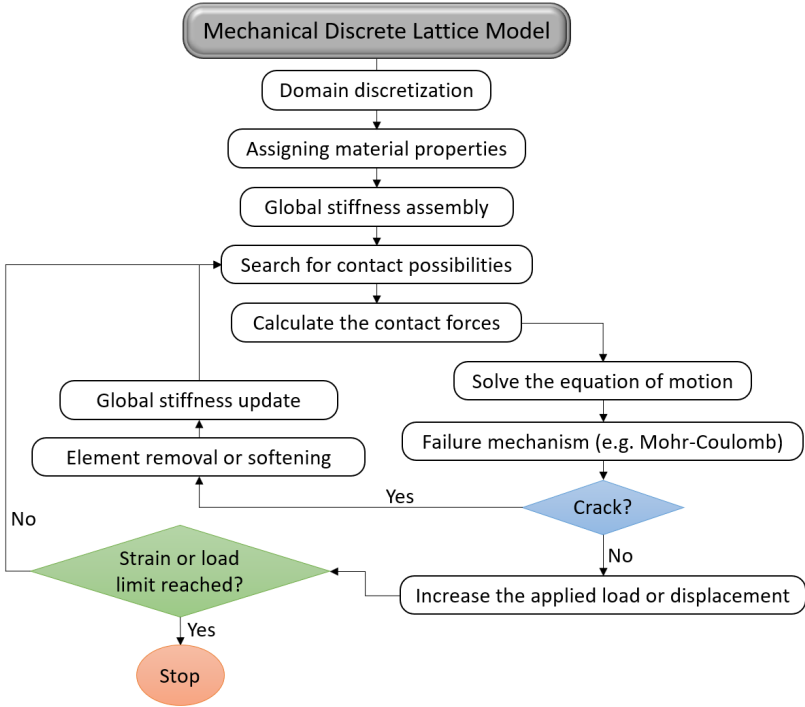 Mechanical Discrete Lattice Model
Domain discretization
Assigning material properties
Global stiffness assembly
Search for contact possibilities
Calculate the contact forces
Solve the equation of motion
Failure mechanism (e.g. Mohr-Coulomb)
Crack?
Yes
Element removal or softening
Global stiffness update
No
Increase the applied load or displacement
Strain or load
limit reached?
No
Yes
Stop